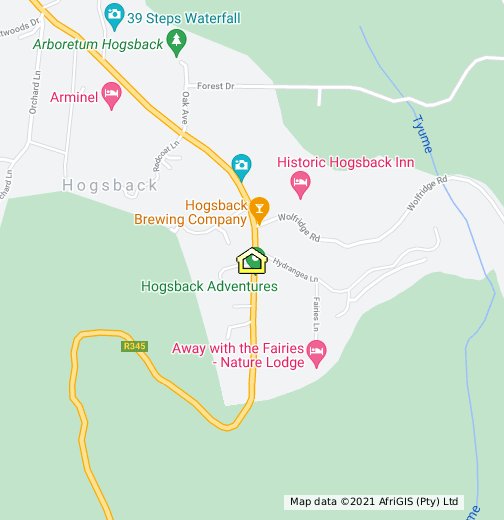 39 Steps Waterfall
Arboretum Hogsback
Forest Dr
Orchard Ln
Arminel
Oak Ave
Tyume
Redcoat Ln
Historic Hogsback Inn
Hogsback
Hogsback
Brewing Company
Wolfridge Rd
Wolfridge Rd
Hydrangea Ln
Hogsback Adventures
Fairies Ln
R345
Away with the Fairies
- Nature Lodge
Map data ©2021 AfriGIS (Pty) Ltd